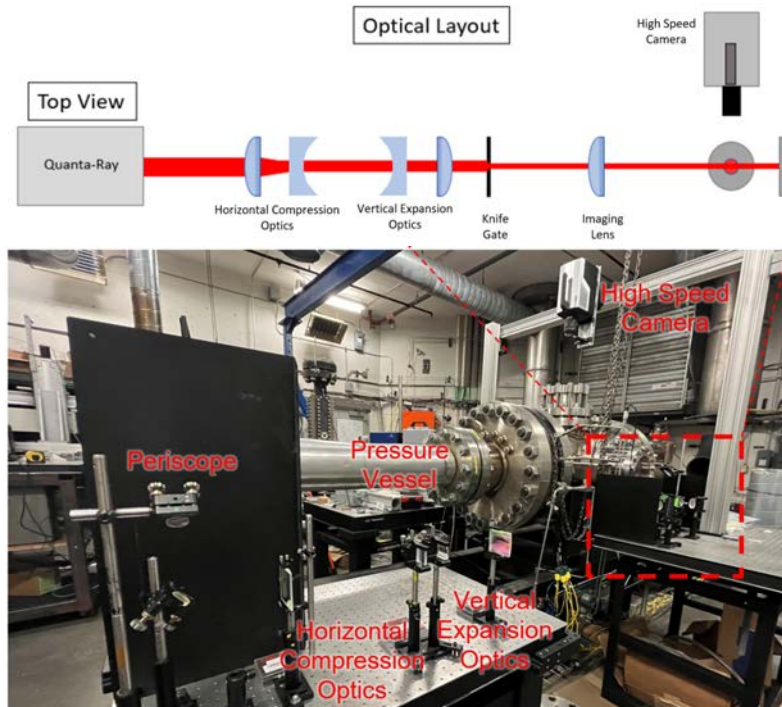 Optical Layout
High Speed
Camera
Top View
Quanta-Ray
Horizontal Compression
Optics
Vertical Expansion
Optics
Knife
Gate
Imaging
Lens
High Speed
Camera
Periscope
Pressure
Vessel
Horizontal
Compression
Optics
Vertical
Expansion
Optics